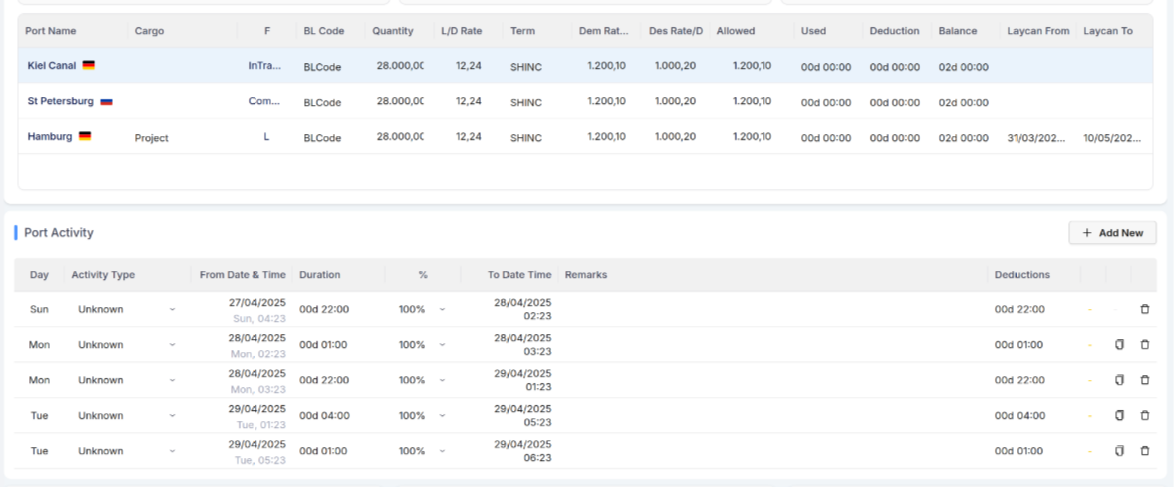 Port Name Cargo F BL Code Quantity L/D Rate Term Dem Rat... Des Rate/D Allowed Used Deduction Balance Laycan From Laycan To
Kiel Canal InTra... BLCode 28.000,00 12,24 SHINC 1.200,10 1.000,20 1.200,10 00d 00:00 00d 00:00 02d 00:00
St Petersburg Com... BLCode 28.000,00 12,24 SHINC 1.200,10 1.000,20 1.200,10 00d 00:00 00d 00:00 02d 00:00
Hamburg Project L BLCode 28.000,00 12,24 SHINC 1.200,10 1.000,20 1.200,10 00d 00:00 00d 00:00 02d 00:00 31/03/202... 10/05/202...
Port Activity + Add New
Day Activity Type From Date & Time Duration % To Date Time Remarks Deductions
Sun Unknown 27/04/2025 00d 22:00 100% 28/04/2025 00d 22:00 -
Sun, 04:23 02:23
Mon Unknown 28/04/2025 00d 01:00 100% 28/04/2025 00d 01:00 -
Mon, 02:23 03:23
Mon Unknown 28/04/2025 00d 22:00 100% 29/04/2025 00d 22:00 -
Mon, 03:23 01:23
Tue Unknown 29/04/2025 00d 04:00 100% 29/04/2025 00d 04:00 -
Tue, 01:23 05:23
Tue Unknown 29/04/2025 00d 01:00 100% 29/04/2025 00d 01:00 -
Tue, 05:23 06:23